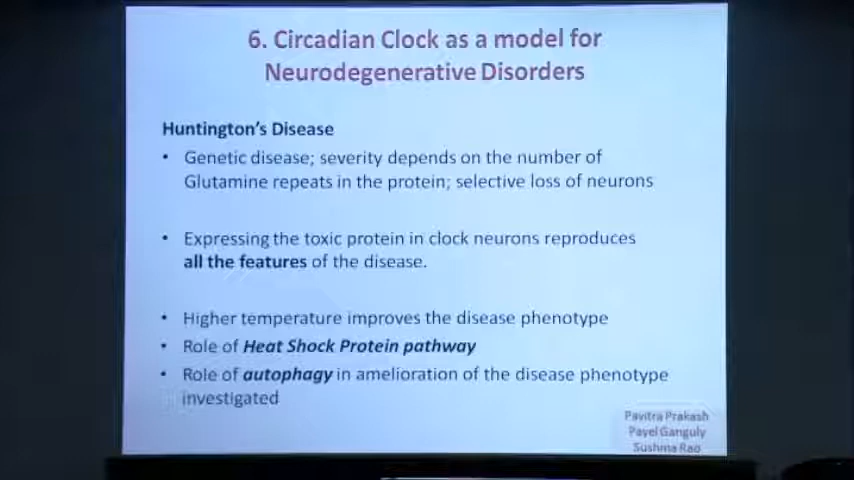 6. Circadian Clock as a model for
Neurodegenerative Disorders
Huntington's Disease
• Genetic disease; severity depends on the number of
Glutamine repeats in the protein; selective loss of neurons
• Expressing the toxic protein in clock neurons reproduces
all the features of the disease.
• Higher temperature improves the disease phenotype
• Role of Heat Shock Protein pathway
• Role of autophagy in amelioration of the disease phenotype
investigated
Pavitra Prakash
Payel Ganguly
Sushma Rao